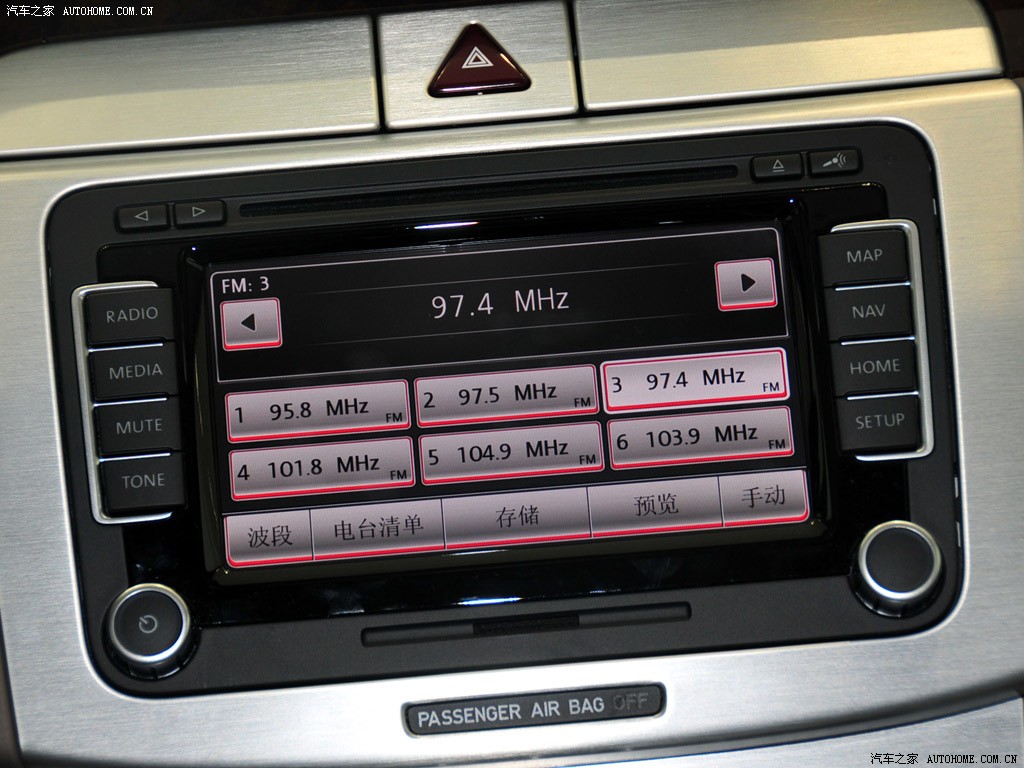 汽车之家 AUTOHOME.COM.CN
RADIO
MEDIA
MUTE
TONE
FM: 3
97.4 MHz
1 95.8 MHz FM
2 97.5 MHz FM
3 97.4 MHz FM
4 101.8 MHz FM
5 104.9 MHz FM
6 103.9 MHz FM
波段 电台清单 存储 预览 手动
MAP
NAV
HOME
SETUP
PASSENGER AIR BAG OFF
汽车之家 AUTOHOME.COM.CN